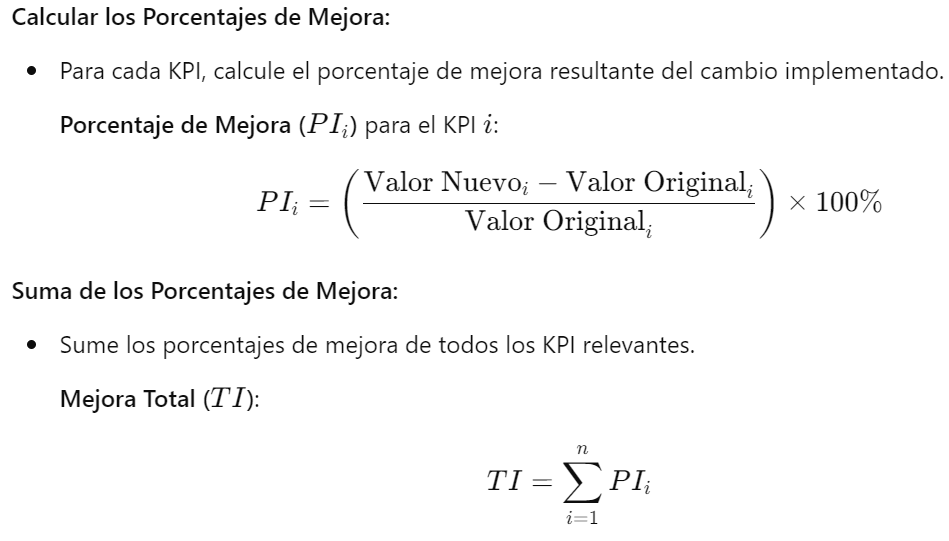 Calcular los Porcentajes de Mejora:
• Para cada KPI, calcule el porcentaje de mejora resultante del cambio implementado.
Porcentaje de Mejora (PIᵢ) para el KPI i:
PIᵢ = (Valor Nuevoᵢ − Valor Originalᵢ / Valor Originalᵢ) × 100%
Suma de los Porcentajes de Mejora:
• Sume los porcentajes de mejora de todos los KPI relevantes.
Mejora Total (TI):
TI = ∑ᵢ₌₁ⁿ PIᵢ